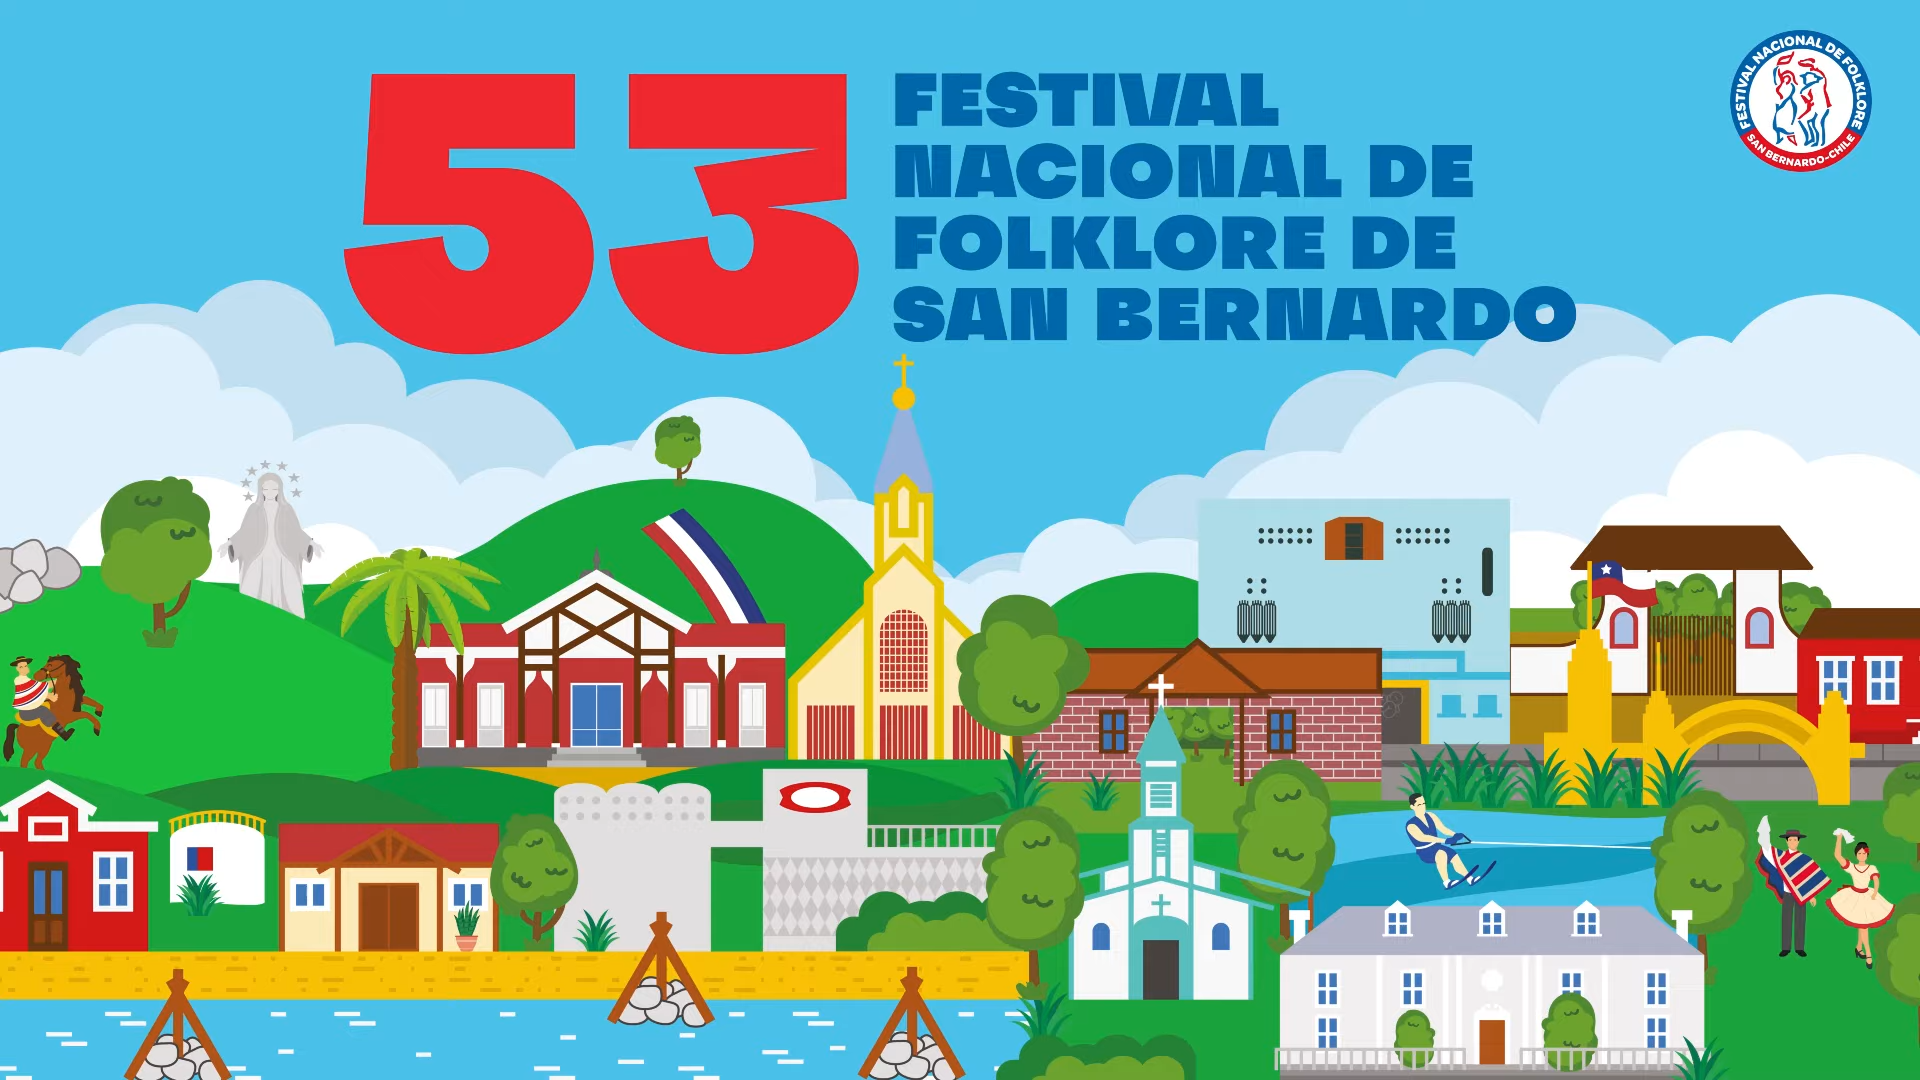 53
FESTIVAL
NACIONAL DE
FOLKLORE DE
SAN BERNARDO
FESTIVAL NACIONAL DE FOLKLORE
SAN BERNARDO-CHILE